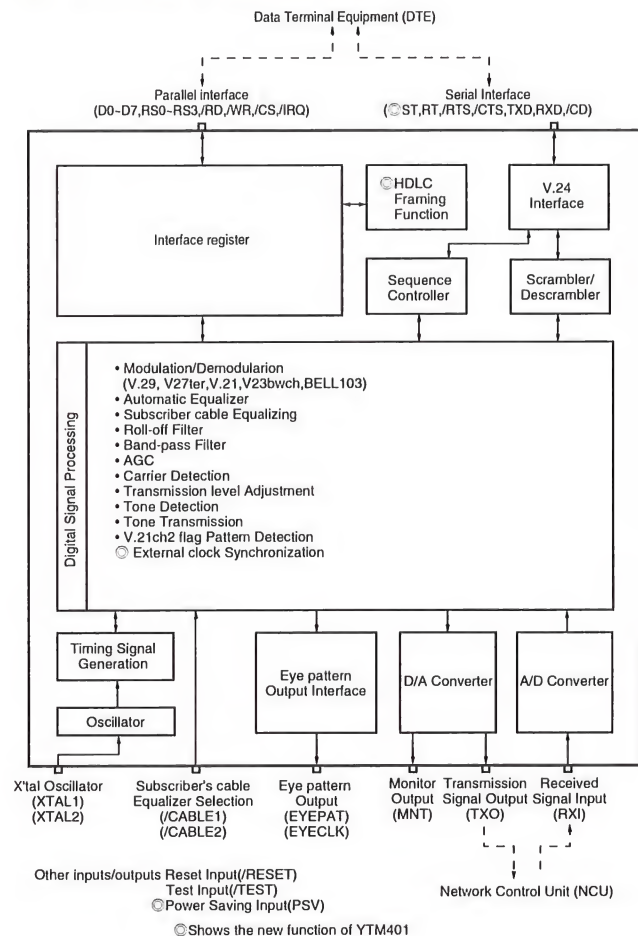 Data Terminal Equipment (DTE)
Parallel interface
(D0~D7,RS0~RS3,/RD,/WR,/CS,/IRQ)
Serial Interface
(◎ST,RT,/RTS,/CTS,TXD,RXD,/CD)
Interface register
◎HDLC
Framing
Function
V.24
Interface
Sequence
Controller
Scrambler/
Descrambler
Digital Signal Processing
• Modulation/Demodularion
(V.29, V27ter,V.21,V23bwch,BELL103)
• Automatic Equalizer
• Subscriber cable Equalizing
• Roll-off Filter
• Band-pass Filter
• AGC
• Carrier Detection
• Transmission level Adjustment
• Tone Detection
• Tone Transmission
• V.21ch2 flag Pattern Detection
◎ External clock Synchronization
Timing Signal
Generation
Oscillator
Eye pattern
Output Interface
D/A Converter
A/D Converter
X'tal Oscillator
(XTAL1)
(XTAL2)
Subscriber's cable
Equalizer Selection
(/CABLE1)
(/CABLE2)
Eye pattern
Output
(EYEPAT)
(EYECLK)
Monitor
Output
(MNT)
Transmission
Signal Output
(TXO)
Received
Signal Input
(RXI)
Other inputs/outputs Reset Input(/RESET)
Test Input(/TEST)
◎Power Saving Input(PSV)
Network Control Unit (NCU)
◎Shows the new function of YTM401